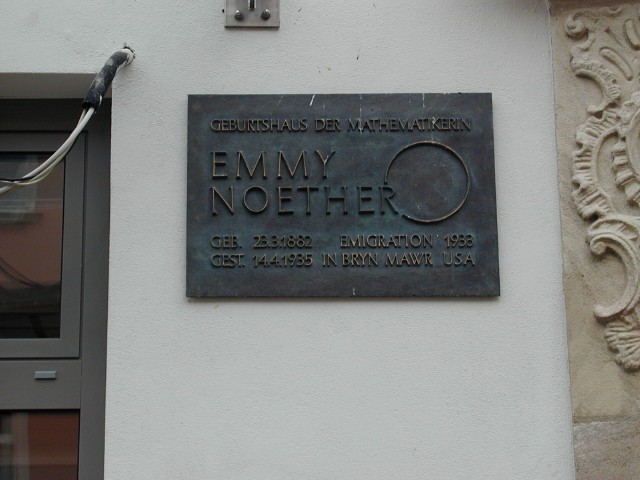 GEBURTSHAUS DER MATHEMATIKERIN
EMMY
NOETHER
GEB. 23.3.1882 EMIGRATION 1933
GEST. 14.4.1935 IN BRYN MAWR USA